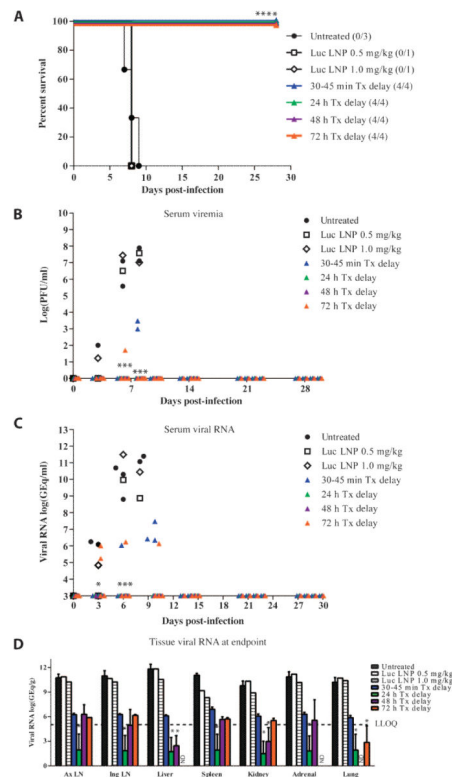 A
****
Percent survival
100
80
60
40
20
0
0 10 20 30
Days post-infection
Untreated (0/3)
Luc LNP 0.5 mg/kg (0/1)
Luc LNP 1.0 mg/kg (0/1)
30-45 min Tx delay (4/4)
24 h Tx delay (4/4)
48 h Tx delay (4/4)
72 h Tx delay (4/4)
B
Serum viremia
Log(PFU/ml)
10
9
8
7
6
5
4
3
2
1
0
*** ***
0 7 14 21 28
Days post-infection
Untreated
Luc LNP 0.5 mg/kg
Luc LNP 1.0 mg/kg
30-45 min Tx delay
24 h Tx delay
48 h Tx delay
72 h Tx delay
C
Serum viral RNA
Viral RNA log(GEq/ml)
13
12
11
10
9
8
7
6
5
4
3
* ***
0 3 6 9 12 15 18 21 24 27 30
Days post-infection
Untreated
Luc LNP 0.5 mg/kg
Luc LNP 1.0 mg/kg
30-45 min Tx delay
24 h Tx delay
48 h Tx delay
72 h Tx delay
D
Tissue viral RNA at endpoint
Viral RNA log(GEq/g)
12
9
6
3
0
Untreated
Luc LNP 0.5 mg/kg
Luc LNP 1.0 mg/kg
30-45 min Tx delay
24 h Tx delay
48 h Tx delay
72 h Tx delay
LLOQ
Ax LN Ing LN Liver Spleen Kidney Adrenal Lung